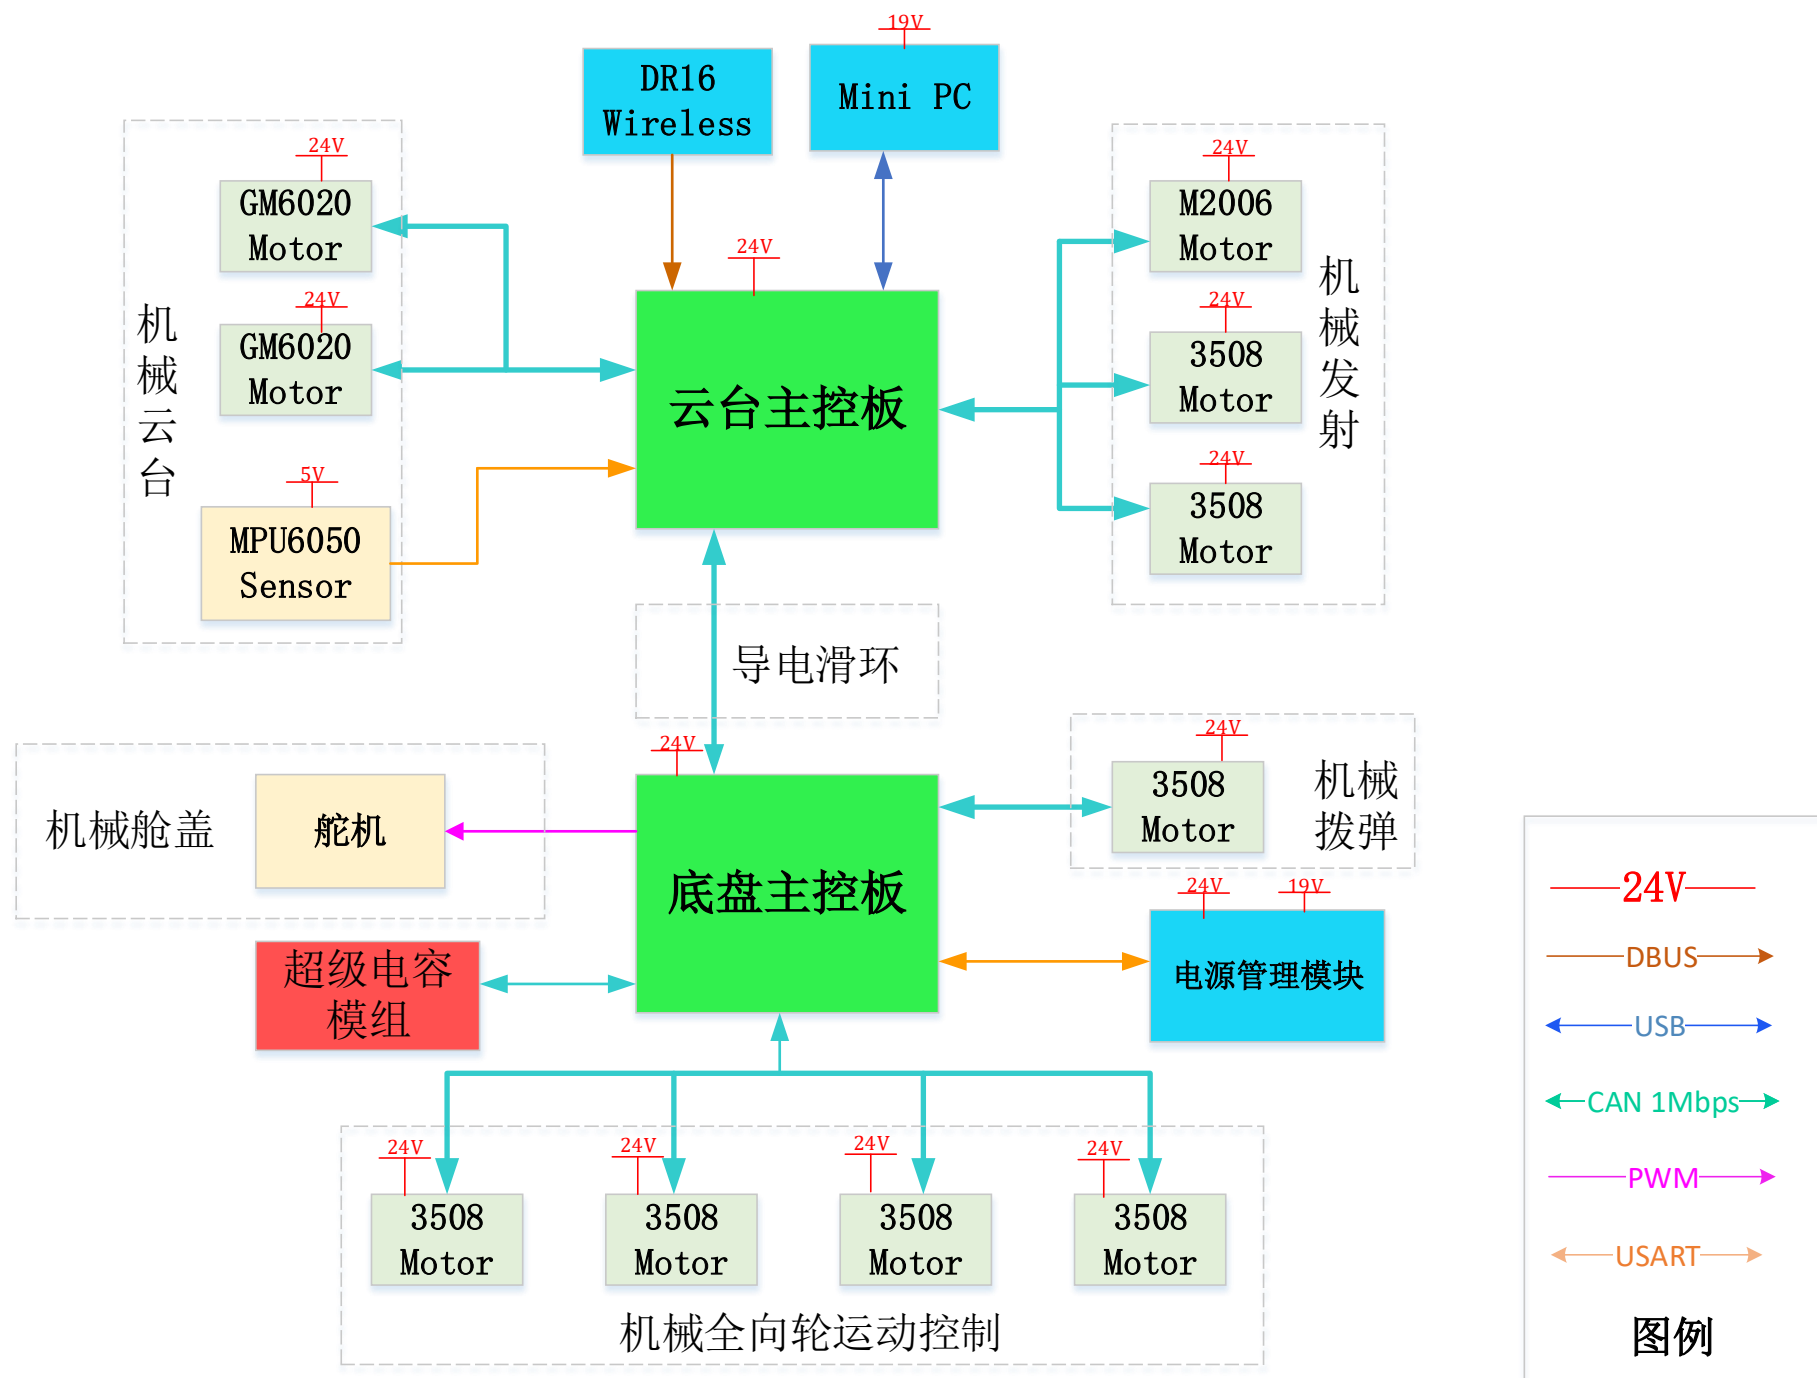 19V
DR16
Wireless
Mini PC
24V
GM6020
Motor
24V
GM6020
Motor
机械云台
5V
MPU6050
Sensor
24V
云台主控板
24V
M2006
Motor
24V
3508
Motor
24V
3508
Motor
机械发射
导电滑环
机械舱盖
舵机
24V
底盘主控板
24V
3508
Motor
机械
拨弹
24V
19V
电源管理模块
超级电容
模组
24V
3508
Motor
24V
3508
Motor
24V
3508
Motor
24V
3508
Motor
机械全向轮运动控制
24V
DBUS
USB
CAN 1Mbps
PWM
USART
图例